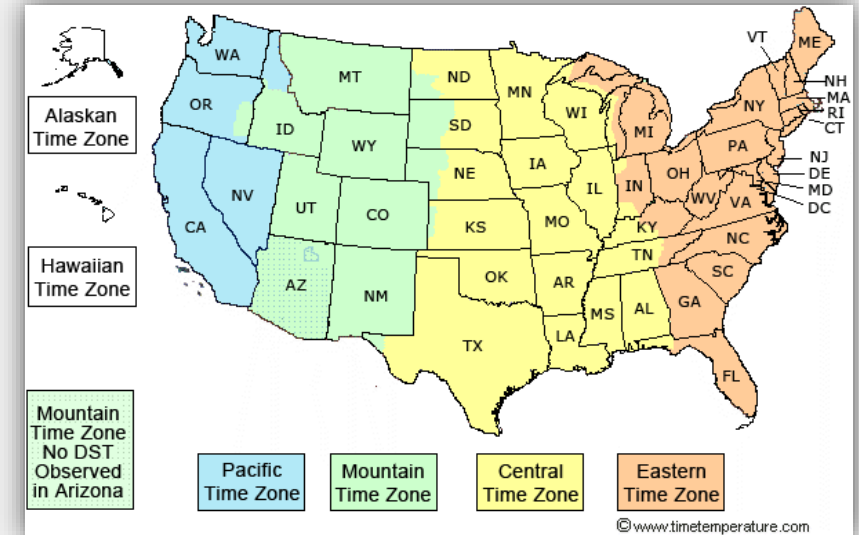 VT
ME
WA
MT
ND
MN
NH
MA
RI
CT
OR
ID
SD
WI
MI
NY
WY
PA
NJ
DE
MD
DC
NV
UT
CO
NE
IA
IL
IN
OH
WV
VA
CA
KS
MO
KY
NC
TN
AZ
NM
OK
AR
SC
MS
AL
GA
TX
LA
FL
Alaskan
Time Zone
Hawaiian
Time Zone
Mountain
Time Zone
No DST
Observed
in Arizona
Pacific
Time Zone
Mountain
Time Zone
Central
Time Zone
Eastern
Time Zone
©www.timetemperature.com